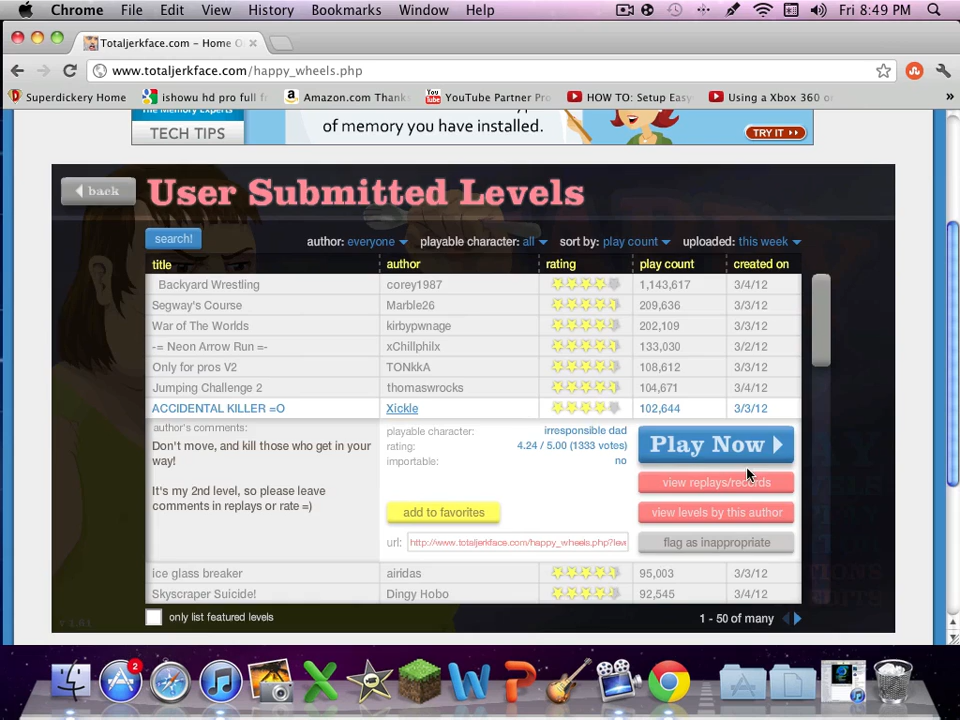 Chrome File Edit View History Bookmarks Window Help Fri 8:49 PM
Totaljerkface.com – Home O
www.totaljerkface.com/happy_wheels.php
Superdickery Home ishowu hd pro full f Amazon.com Thank YouTube Partner Pr HOW TO: Setup Easy Using a Xbox 360 o »
TECH TIPS
of memory you have installed.
TRY IT
back
User Submitted Levels
search! author: everyone playable character: all sort by: play count uploaded: this week
title author rating play count created on
Backyard Wrestling corey1987 1,143,617 3/4/12
Segway's Course Marble26 209,636 3/3/12
War of The Worlds kirbypwnage 202,109 3/3/12
-= Neon Arrow Run =- xChillphilx 133,030 3/2/12
Only for pros V2 TONkkA 108,612 3/3/12
Jumping Challenge 2 thomaswrocks 104,671 3/4/12
ACCIDENTAL KILLER =O Xickle 102,644 3/3/12
author's comments:
Don't move, and kill those who get in your
way!
It's my 2nd level, so please leave
comments in replays or rate =)
playable character: irresponsible dad
rating: 4.24 / 5.00 (1333 votes)
importable: no
add to favorites
url: http://www.totaljerkface.com/happy_wheels.php?lev
Play Now
view replays/records
view levels by this author
flag as inappropriate
ice glass breaker airidas 95,003 3/3/12
Skyscraper Suicide! Dingy Hobo 92,545 3/4/12
only list featured levels 1 - 50 of many
2